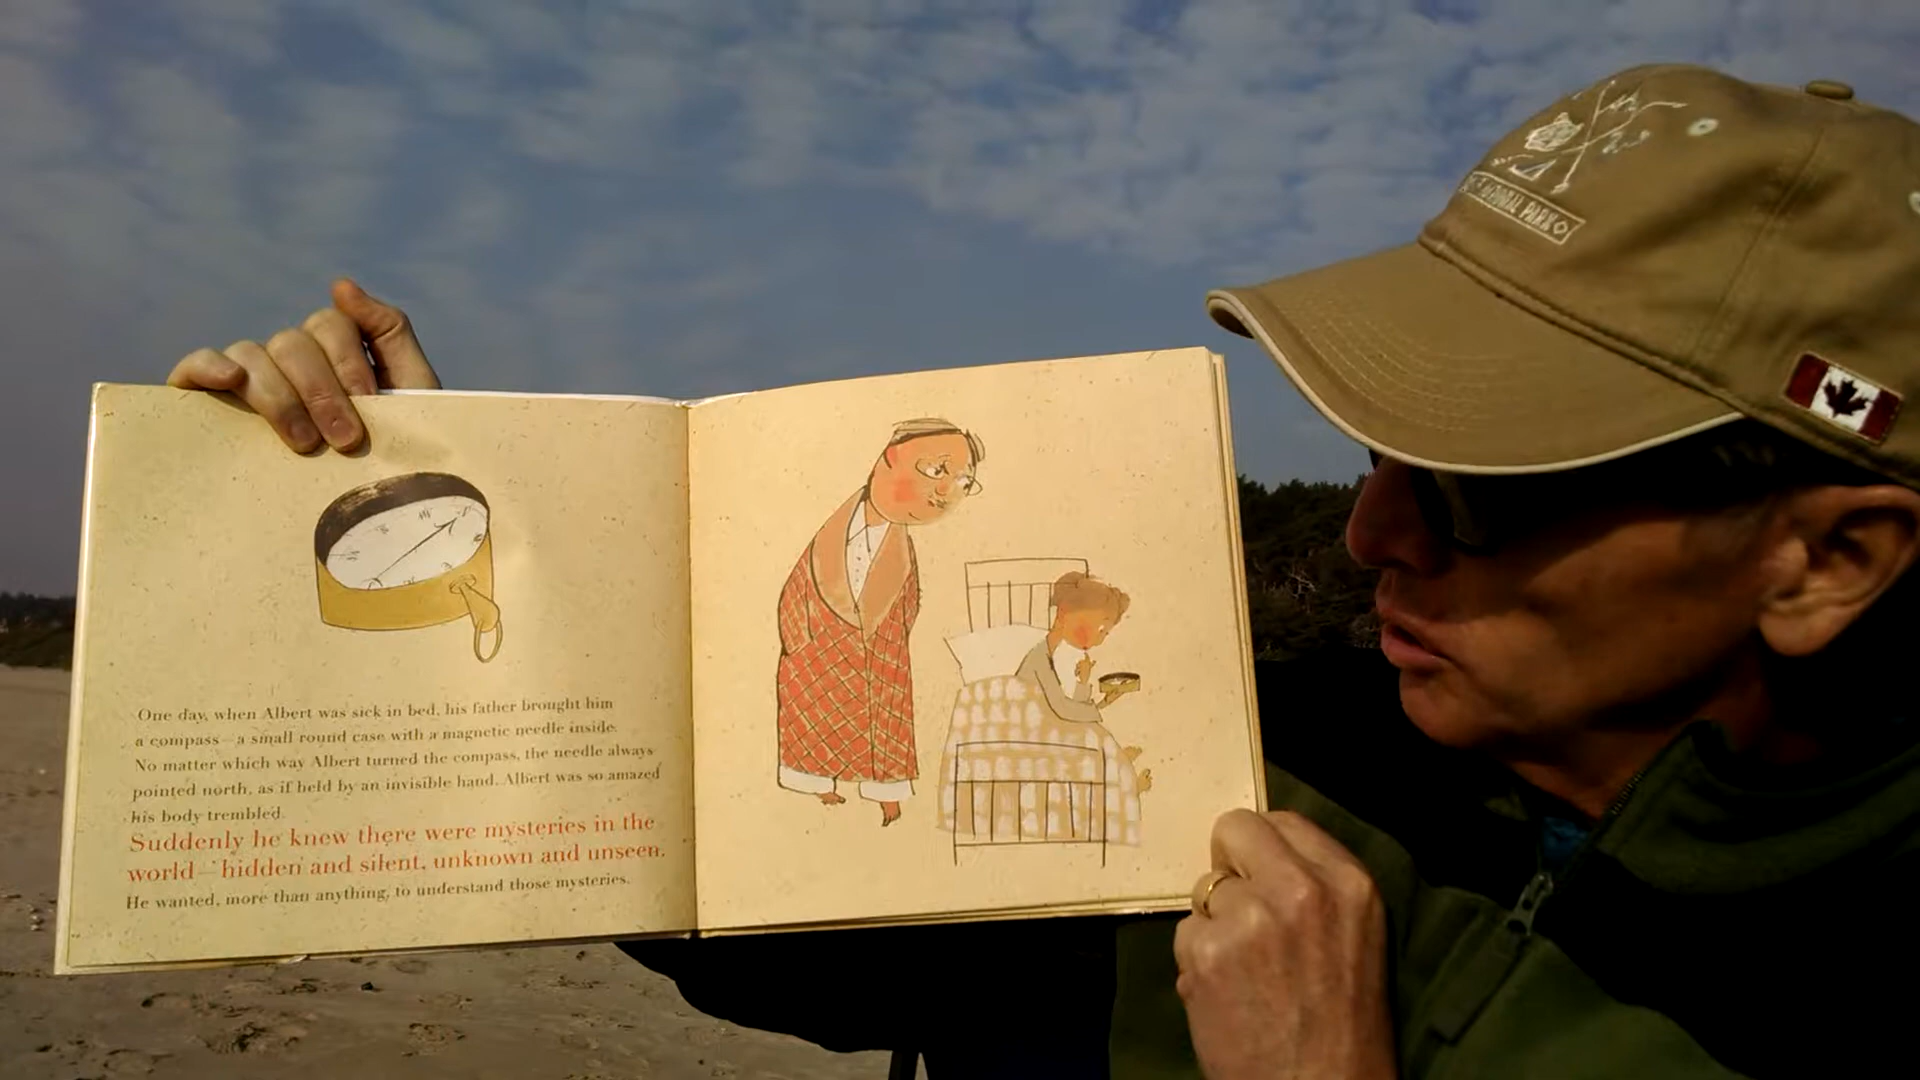 NATIONAL PARK
One day, when Albert was sick in bed, his father brought him
a compass—a small round case with a magnetic needle inside.
No matter which way Albert turned the compass, the needle always
pointed north, as if held by an invisible hand. Albert was so amazed
his body trembled.
Suddenly he knew there were mysteries in the
world—hidden and silent, unknown and unseen.
He wanted, more than anything, to understand those mysteries.